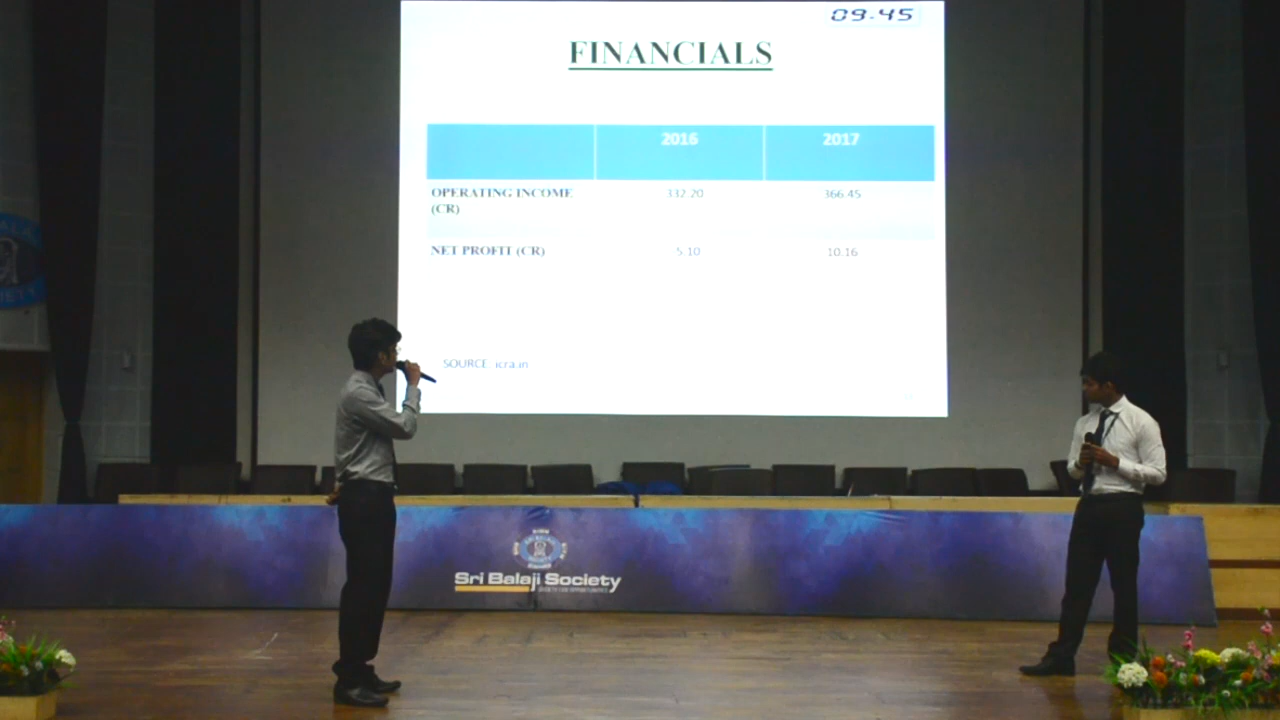 09-45
FINANCIALS
2016 2017
OPERATING INCOME (CR) 332.20 366.45
NET PROFIT (CR) 5.10 10.16
SOURCE: icra.in
Sri Balaji Society